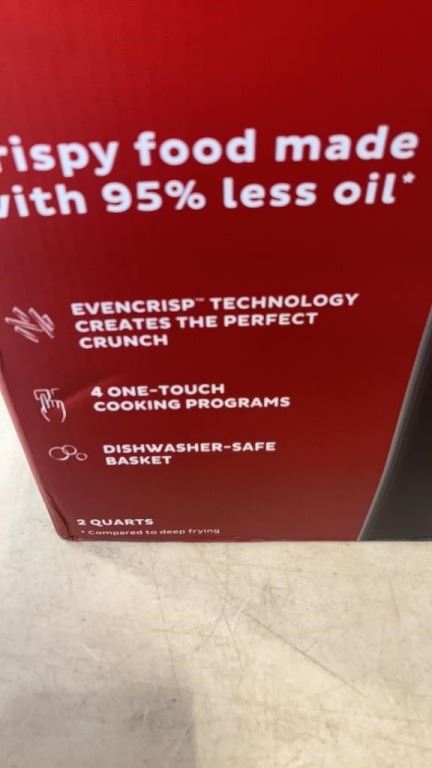 rispy food made
with 95% less oil*
EVENCRISP™ TECHNOLOGY
CREATES THE PERFECT
CRUNCH
4 ONE-TOUCH
COOKING PROGRAMS
DISHWASHER-SAFE
BASKET
2 QUARTS
* Compared to deep frying